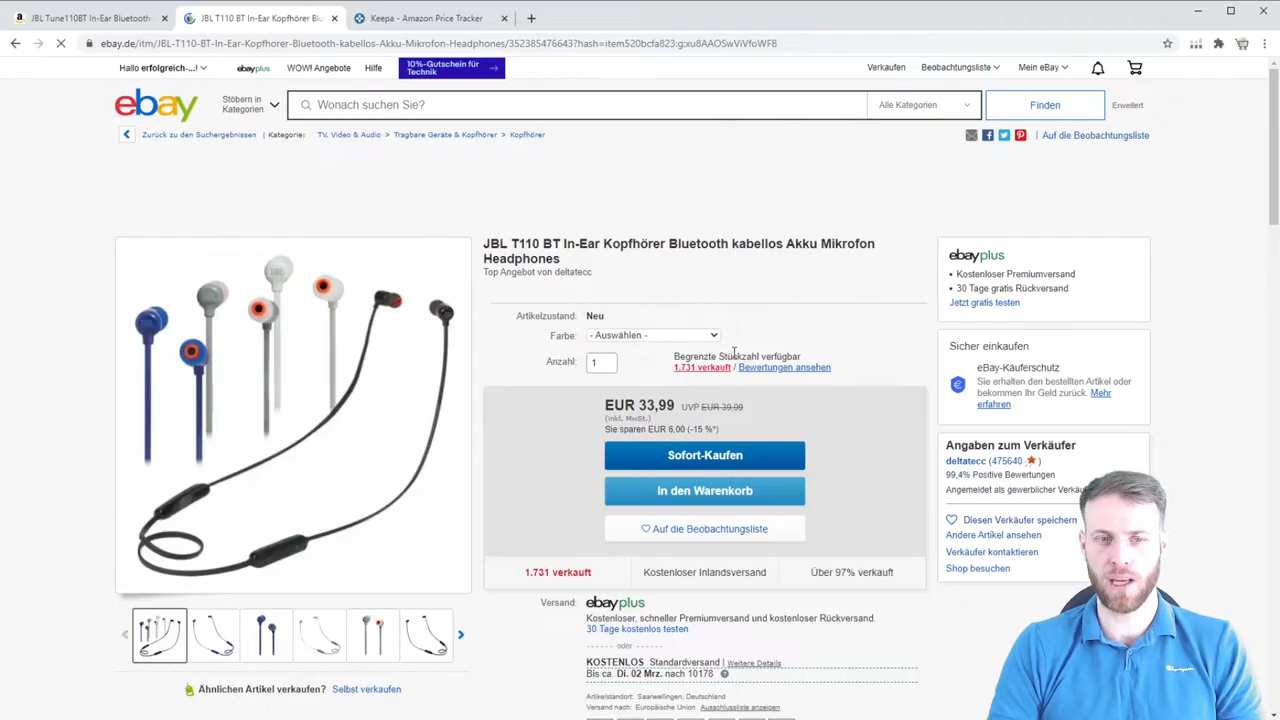 JBL Tune110BT In-Ear Bluetooth-
JBL T110 BT In-Ear Kopfhörer Blu
Keepa - Amazon Price Tracker
ebay.de/itm/JBL-T110-BT-In-Ear-Kopfhorer-Bluetooth-kabellos-Akku-Mikrofon-Headphones/352385476643?hash=item520bcfa823:g:xu8AAOSwViVfoWFB
Hallo erfolgreich-...!
ebayplus
WOW! Angebote
Hilfe
10%-Gutschein für Technik →
Verkaufen
Beobachtungsliste
Mein eBay
ebay
Stöbern in Kategorien
Wonach suchen Sie?
Alle Kategorien
Finden
Erweitert
Zurück zu den Suchergebnissen | Kategorie: TV, Video & Audio > Tragbare Geräte & Kopfhörer > Kopfhörer
| Auf die Beobachtungsliste
JBL T110 BT In-Ear Kopfhörer Bluetooth kabellos Akku Mikrofon
Headphones
Top Angebot von deltatecc
Artikelzustand: Neu
Farbe: - Auswählen -
Anzahl: 1
Begrenzte Stückzahl verfügbar
1.731 verkauft / Bewertungen ansehen
EUR 33,99 UVP EUR 39,99
(inkl. MwSt.)
Sie sparen EUR 6,00 (-15 %*)
Sofort-Kaufen
In den Warenkorb
Auf die Beobachtungsliste
1.731 verkauft
Kostenloser Inlandsversand
Über 97% verkauft
Versand: ebayplus
Kostenloser, schneller Premiumversand und kostenloser Rückversand.
30 Tage kostenlos testen
------ oder ------
KOSTENLOS Standardversand | Weitere Details
Bis ca. Di. 02 Mrz. nach 10178
Artikelstandort: Saarwellingen, Deutschland
Versand nach: Europäische Union Ausschlussliste anzeigen
Ähnlichen Artikel verkaufen? Selbst verkaufen
ebayplus
• Kostenloser Premiumversand
• 30 Tage gratis Rückversand
Jetzt gratis testen
Sicher einkaufen
eBay-Käuferschutz
Sie erhalten den bestellten Artikel oder
bekommen Ihr Geld zurück. Mehr
erfahren
Angaben zum Verkäufer
deltatecc (475640 )
99,4% Positive Bewertungen
Angemeldet als gewerblicher
Diesen Verkäufer speichern
Andere Artikel ansehen
Verkäufer kontaktieren
Shop besuchen